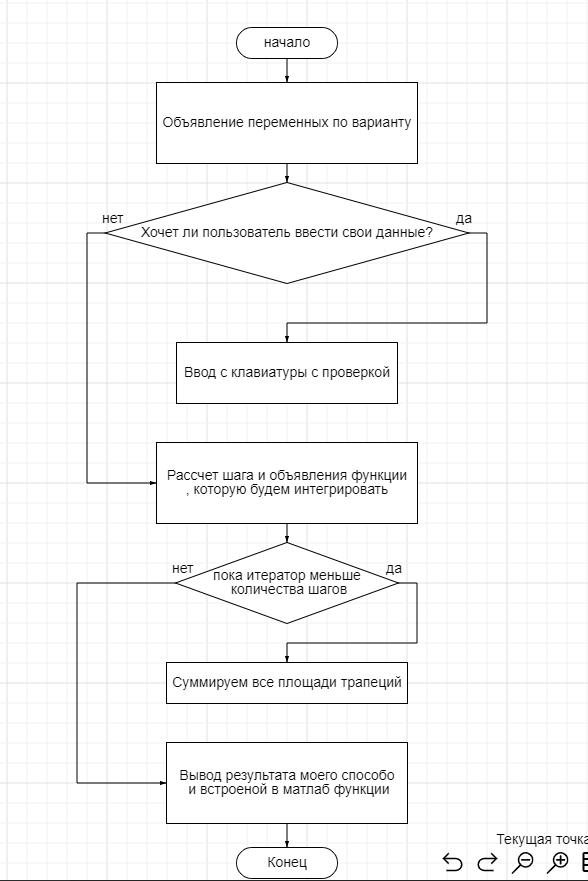 начало
Объявление переменных по варианту
нет
да
Хочет ли пользователь ввести свои данные?
Ввод с клавиатуры с проверкой
Рассчет шага и объявления функции
, которую будем интегрировать
нет
да
пока итератор меньше
количества шагов
Суммируем все площади трапеций
Вывод результата моего способо
и встроеной в матлаб функции
Текущая точка
Конец